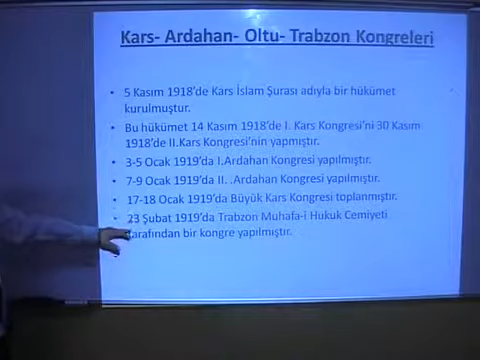 Kars- Ardahan- Oltu- Trabzon Kongreleri
• 5 Kasım 1918'de Kars İslam Şurası adıyla bir hükümet
kurulmuştur.
• Bu hükümet 14 Kasım 1918'de I. Kars Kongresi'ni 30 Kasım
1918'de II.Kars Kongresi'nin yapmıştır.
• 3-5 Ocak 1919'da I.Ardahan Kongresi yapılmıştır.
• 7-9 Ocak 1919'da II. .Ardahan Kongresi yapılmıştır.
• 17-18 Ocak 1919'da Büyük Kars Kongresi toplanmıştır.
• 23 Şubat 1919'da Trabzon Muhafa-i Hukuk Cemiyeti
tarafından bir kongre yapılmıştır.